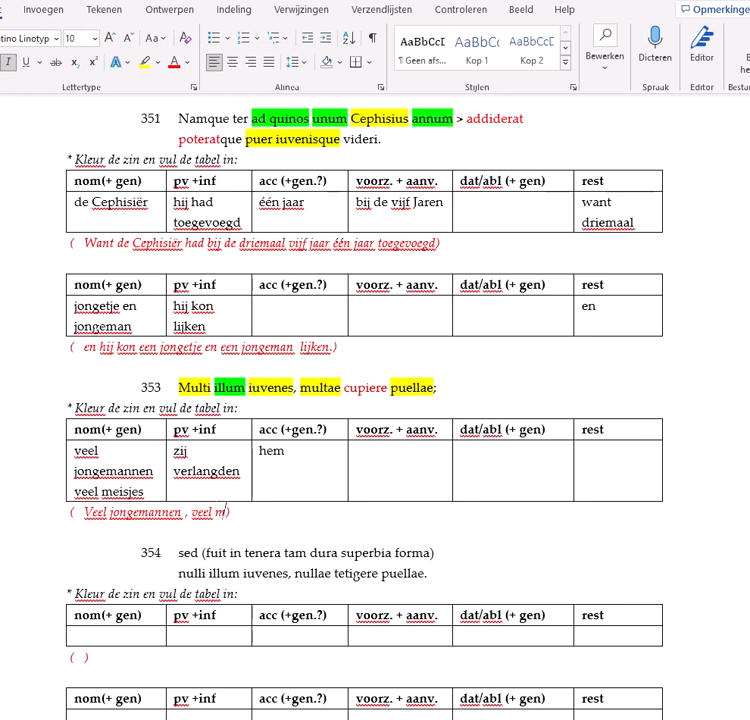 Invoegen Tekenen Ontwerpen Indeling Verwijzingen Verzendlijsten Controleren Beeld Help Opmerkinge
tino Linotyp 10 A A Aa A
I U ab x₂ x² A A
Lettertype Alinea Stijlen
AaBbCcI AaBbCc AaBbCcD
¶ Geen afs... Kop 1 Kop 2
Bewerken Dicteren Editor
Spraak Editor
351 Namque ter ad quinos unum Cephisius annum > addiderat
poteratque puer iuvenisque videri.
* Kleur de zin en vul de tabel in:
nom(+ gen) pv +inf acc (+gen.?) voorz. + aanv. dat/abl (+ gen) rest
de Cephisiër hij had één jaar bij de vijf Jaren want
toegevoegd driemaal
( Want de Cephisiër had bij de driemaal vijf jaar één jaar toegevoegd)
nom(+ gen) pv +inf acc (+gen.?) voorz. + aanv. dat/abl (+ gen) rest
jongetje en hij kon en
jongeman lijken
( en hij kon een jongetje en een jongeman lijken.)
353 Multi illum iuvenes, multae cupiere puellae;
* Kleur de zin en vul de tabel in:
nom(+ gen) pv +inf acc (+gen.?) voorz. + aanv. dat/abl (+ gen) rest
veel zij hem
jongemannen verlangden
veel meisjes
( Veel jongemannen , veel m)
354 sed (fuit in tenera tam dura superbia forma)
nulli illum iuvenes, nullae tetigere puellae.
* Kleur de zin en vul de tabel in:
nom(+ gen) pv +inf acc (+gen.?) voorz. + aanv. dat/abl (+ gen) rest
( )
nom(+ gen) pv +inf acc (+gen.?) voorz. + aanv. dat/abl (+ gen) rest